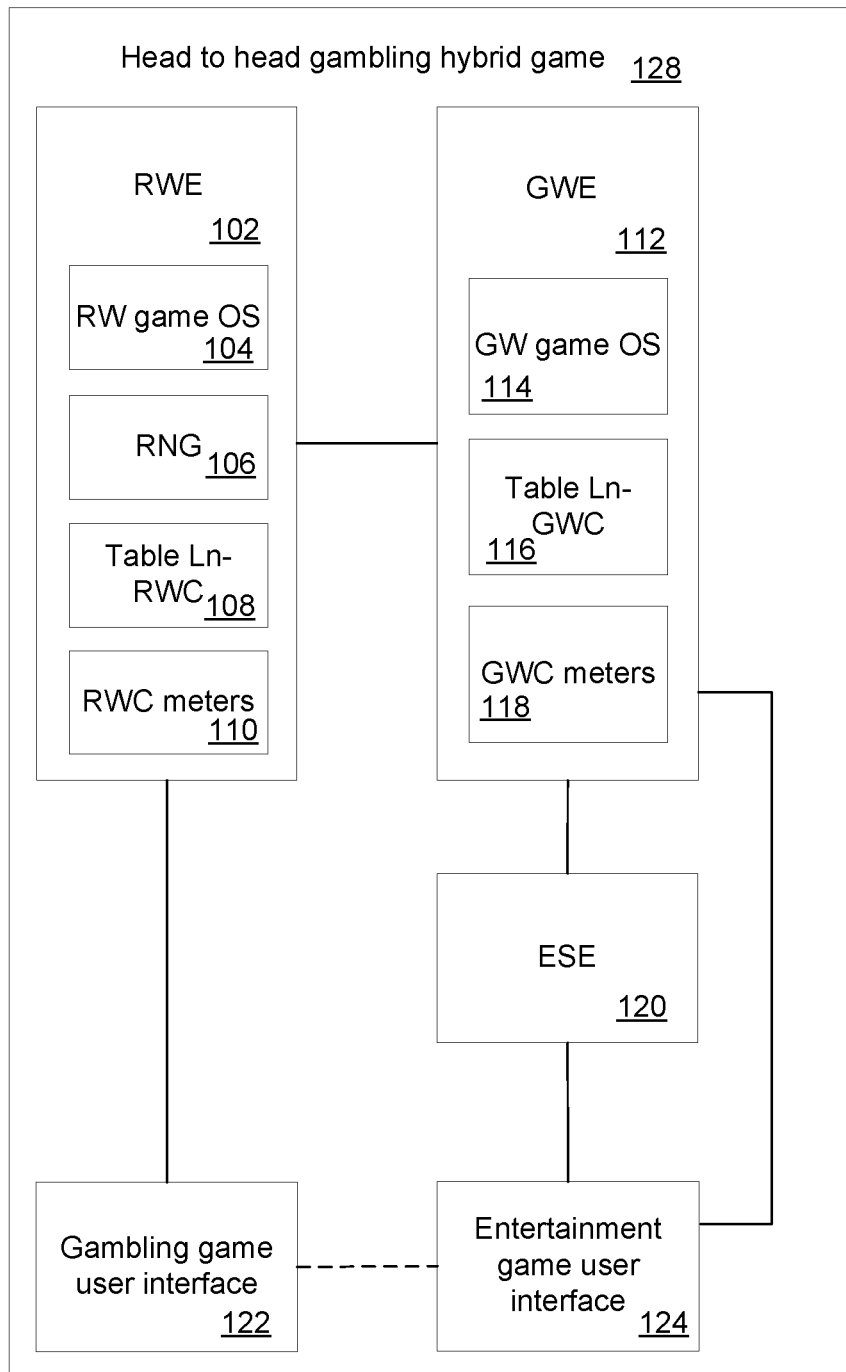 Head to head gambling hybrid game 128
RWE
102
RW game OS
104
RNG
106
Table Ln-
RWC
108
RWC meters
110
GWE
112
GW game OS
114
Table Ln-
GWC
116
GWC meters
118
ESE
120
Gambling game
user interface
122
Entertainment
game user
interface
124